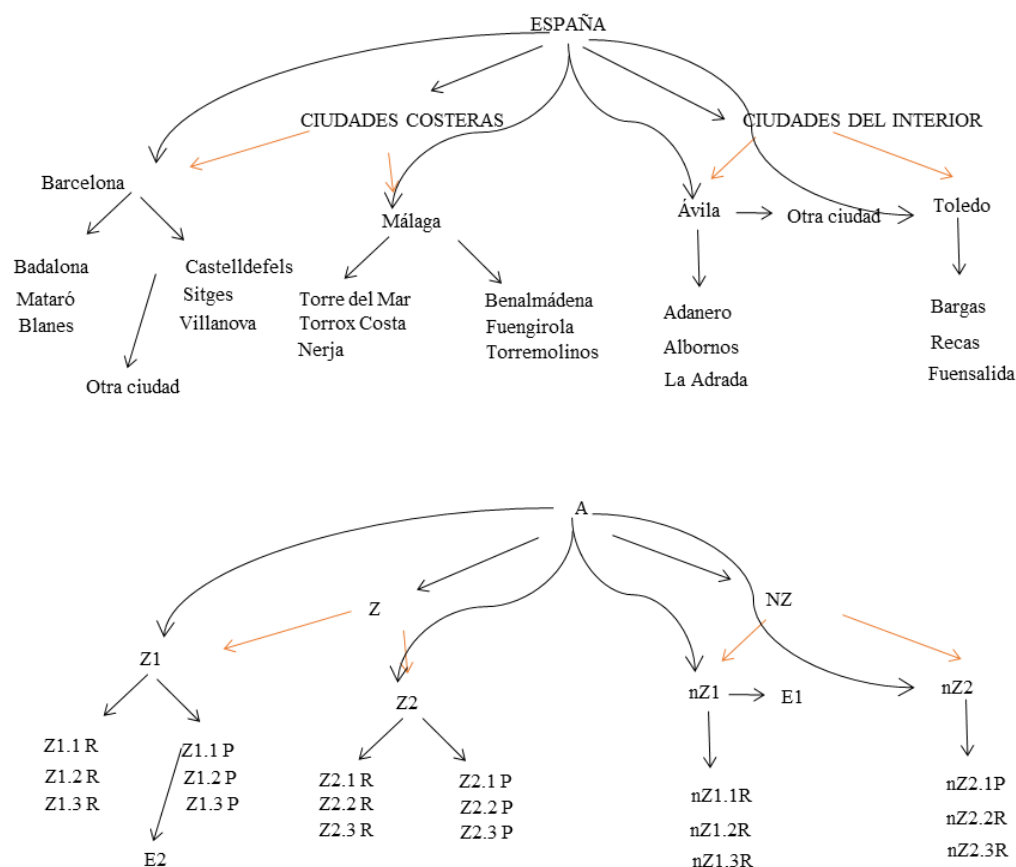 ESPAÑA
CIUDADES COSTERAS
CIUDADES DEL INTERIOR
Barcelona
Málaga
Ávila
Otra ciudad
Toledo
Badalona
Mataró
Blanes
Castelldefels
Sitges
Villanova
Otra ciudad
Torre del Mar
Torrox Costa
Nerja
Benalmádena
Fuengirola
Torremolinos
Adanero
Albornos
La Adrada
Bargas
Recas
Fuensalida
A
Z
NZ
Z1
Z2
nZ1
E1
nZ2
Z1.1 R
Z1.2 R
Z1.3 R
Z1.1 P
Z1.2 P
Z1.3 P
E2
Z2.1 R
Z2.2 R
Z2.3 R
Z2.1 P
Z2.2 P
Z2.3 P
nZ1.1R
nZ1.2R
nZ1.3R
nZ2.1P
nZ2.2R
nZ2.3R